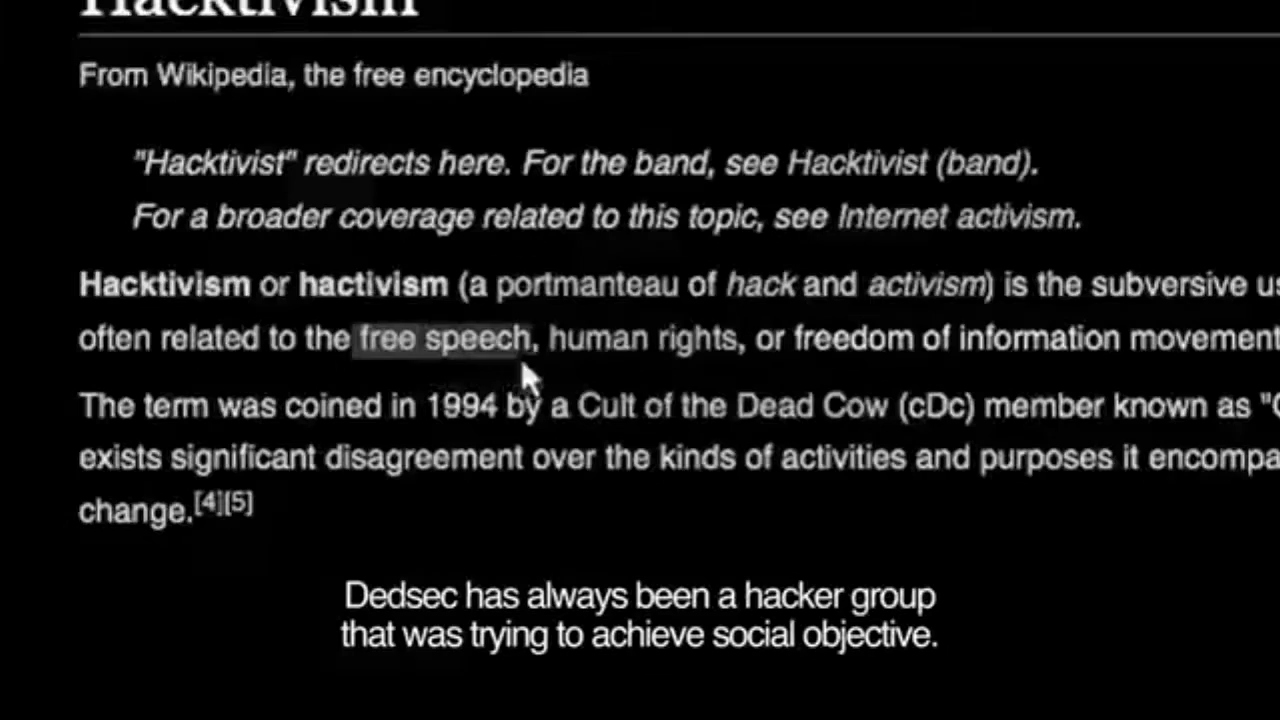 Hacktivism
From Wikipedia, the free encyclopedia
"Hacktivist" redirects here. For the band, see Hacktivist (band).
For a broader coverage related to this topic, see Internet activism.
Hacktivism or hactivism (a portmanteau of hack and activism) is the subversive
often related to the free speech, human rights, or freedom of information movement
The term was coined in 1994 by a Cult of the Dead Cow (cDc) member known as
exists significant disagreement over the kinds of activities and purposes it
change.[4][5]
Dedsec has always been a hacker group
that was trying to achieve social objective.